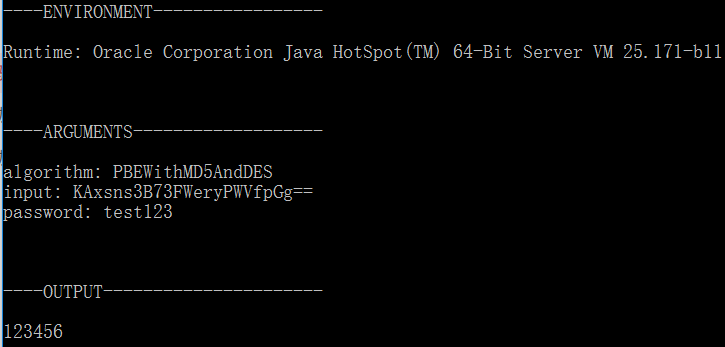 ----ENVIRONMENT-----------------
Runtime: Oracle Corporation Java HotSpot(TM) 64-Bit Server VM 25.171-b11
----ARGUMENTS-------------------
algorithm: PBEWithMD5AndDES
input: KAxsns3B73FWeryPWVfpGg==
password: test123
----OUTPUT----------------------
123456